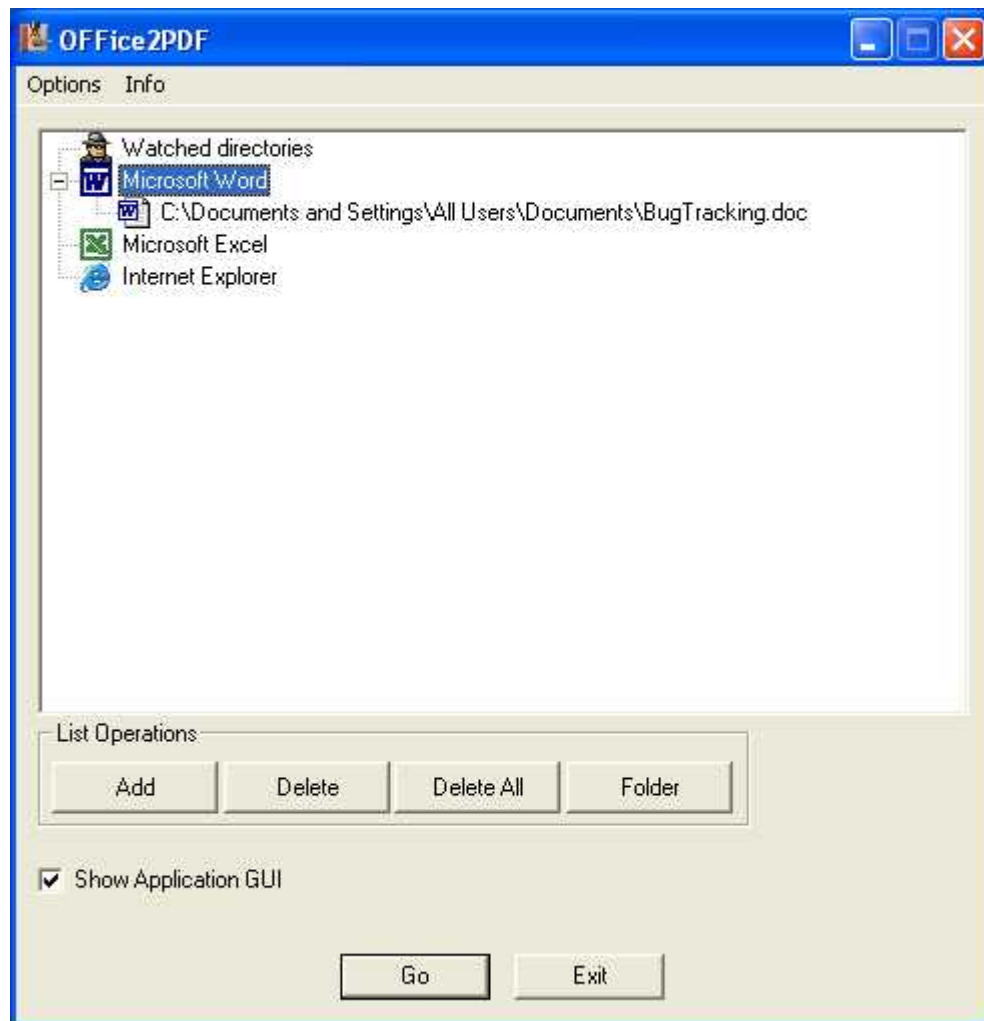 OFFice2PDF
Options Info
Watched directories
Microsoft Word
C:\Documents and Settings\All Users\Documents\BugTracking.doc
Microsoft Excel
Internet Explorer
List Operations
Add Delete Delete All Folder
Show Application GUI
Go Exit